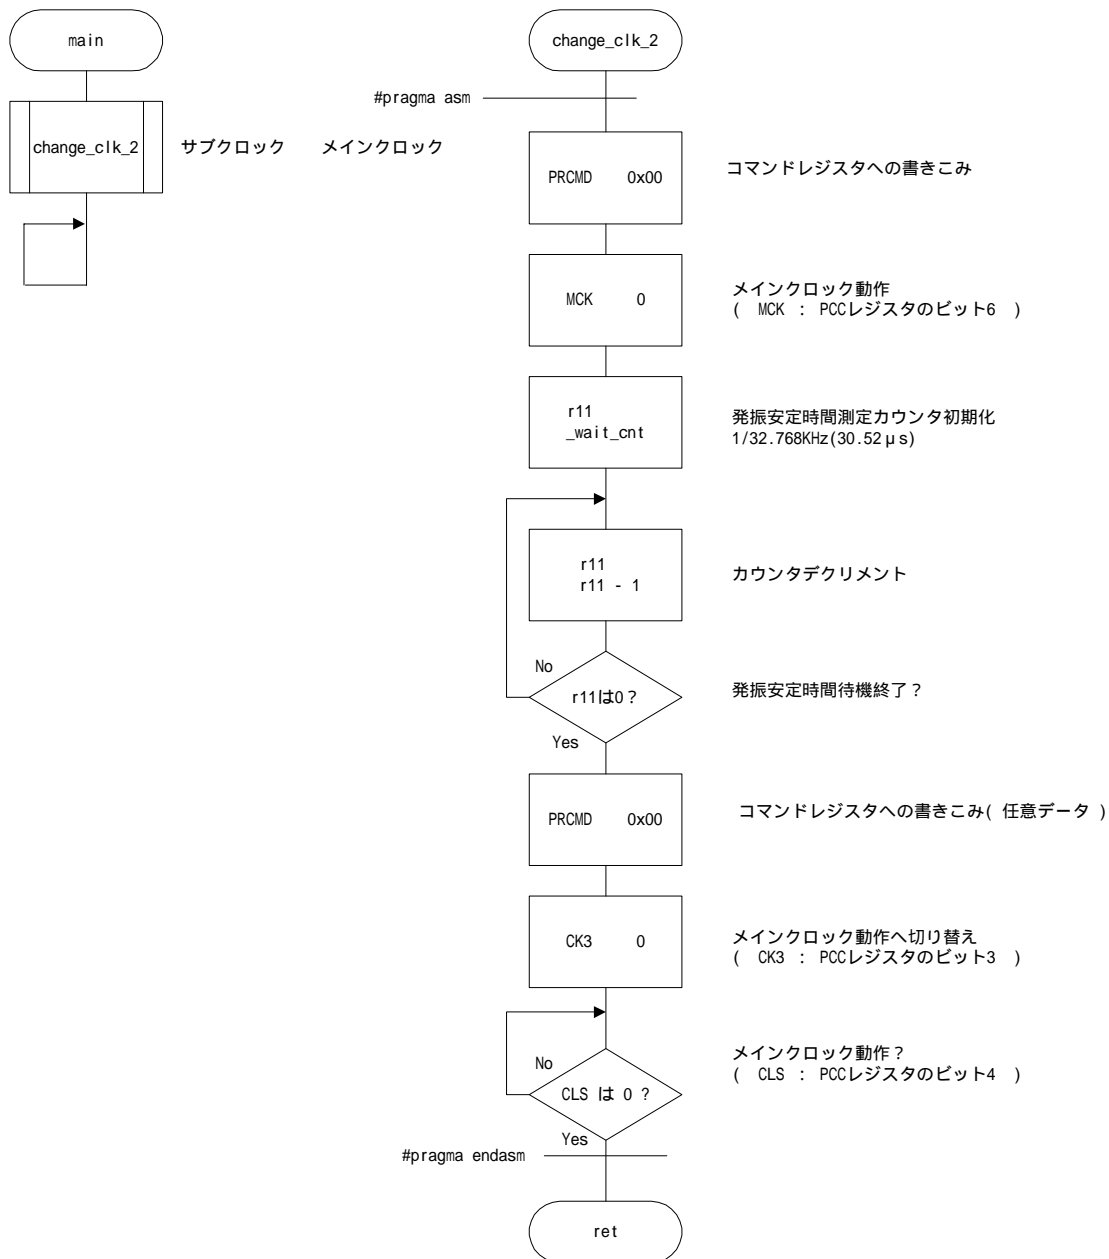 main
change_clk_2
サブクロック メインクロック
change_clk_2
#pragma asm
PRCMD 0x00
コマンドレジスタへの書きこみ
MCK 0
メインクロック動作
( MCK : PCCレジスタのビット6 )
r11
_wait_cnt
発振安定時間測定カウンタ初期化
1/32.768KHz(30.52μs)
r11
r11 - 1
カウンタデクリメント
No
r11は0?
発振安定時間待機終了?
Yes
PRCMD 0x00
コマンドレジスタへの書きこみ( 任意データ )
CK3 0
メインクロック動作へ切り替え
( CK3 : PCCレジスタのビット3 )
No
CLS は 0 ?
メインクロック動作?
( CLS : PCCレジスタのビット4 )
Yes
#pragma endasm
ret